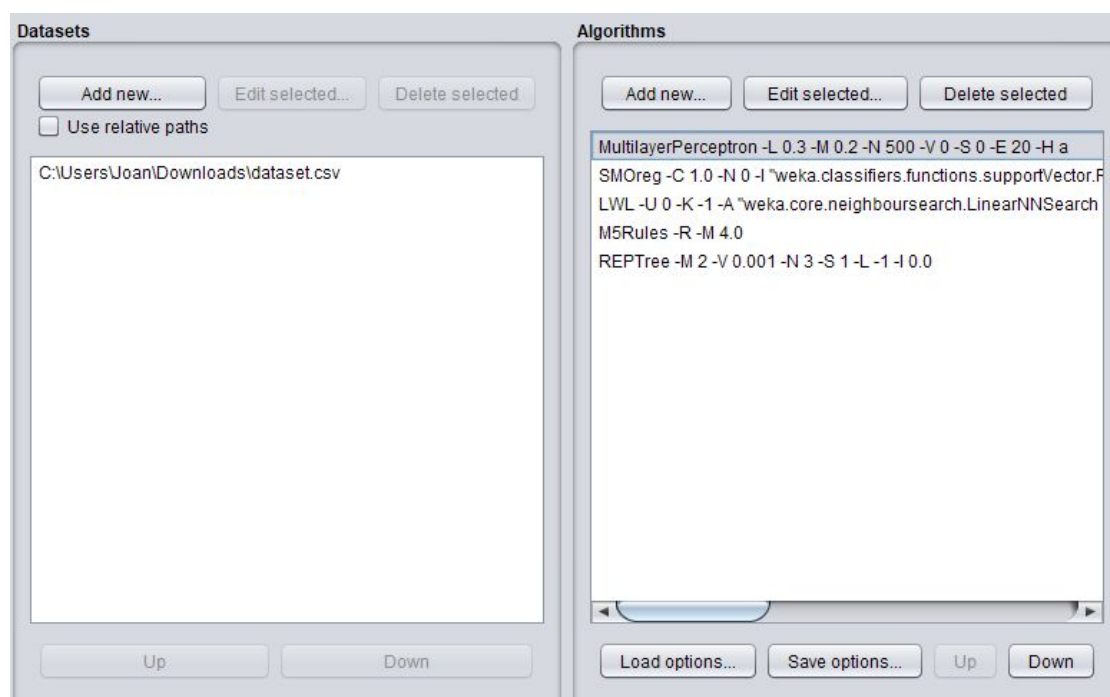 Datasets
Add new... Edit selected... Delete selected
Use relative paths
C:\Users\Joan\Downloads\dataset.csv
Up Down
Algorithms
Add new... Edit selected... Delete selected
MultilayerPerceptron -L 0.3 -M 0.2 -N 500 -V 0 -S 0 -E 20 -H a
SMOreg -C 1.0 -N 0 -I "weka.classifiers.functions.supportVector.R
LWL -U 0 -K -1 -A "weka.core.neighboursearch.LinearNNSearch
M5Rules -R -M 4.0
REPTree -M 2 -V 0.001 -N 3 -S 1 -L -1 -I 0.0
Load options... Save options... Up Down